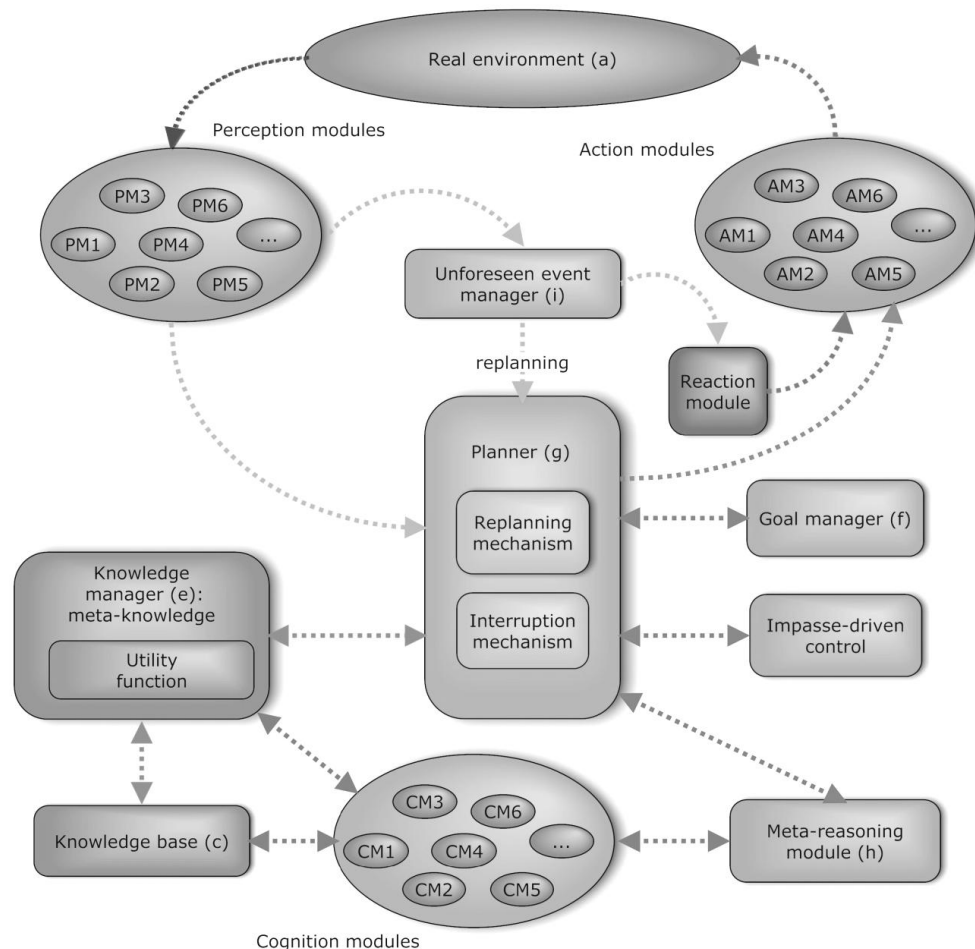 Real environment (a)
Perception modules
Action modules
PM3
PM6
PM1
PM4
...
PM2
PM5
AM3
AM6
AM1
AM4
...
AM2
AM5
Unforeseen event
manager (i)
replanning
Reaction
module
Planner (g)
Replanning
mechanism
Interruption
mechanism
Goal manager (f)
Impasse-driven
control
Knowledge
manager (e):
meta-knowledge
Utility
function
Knowledge base (c)
CM3
CM6
CM1
CM4
...
CM2
CM5
Meta-reasoning
module (h)
Cognition modules